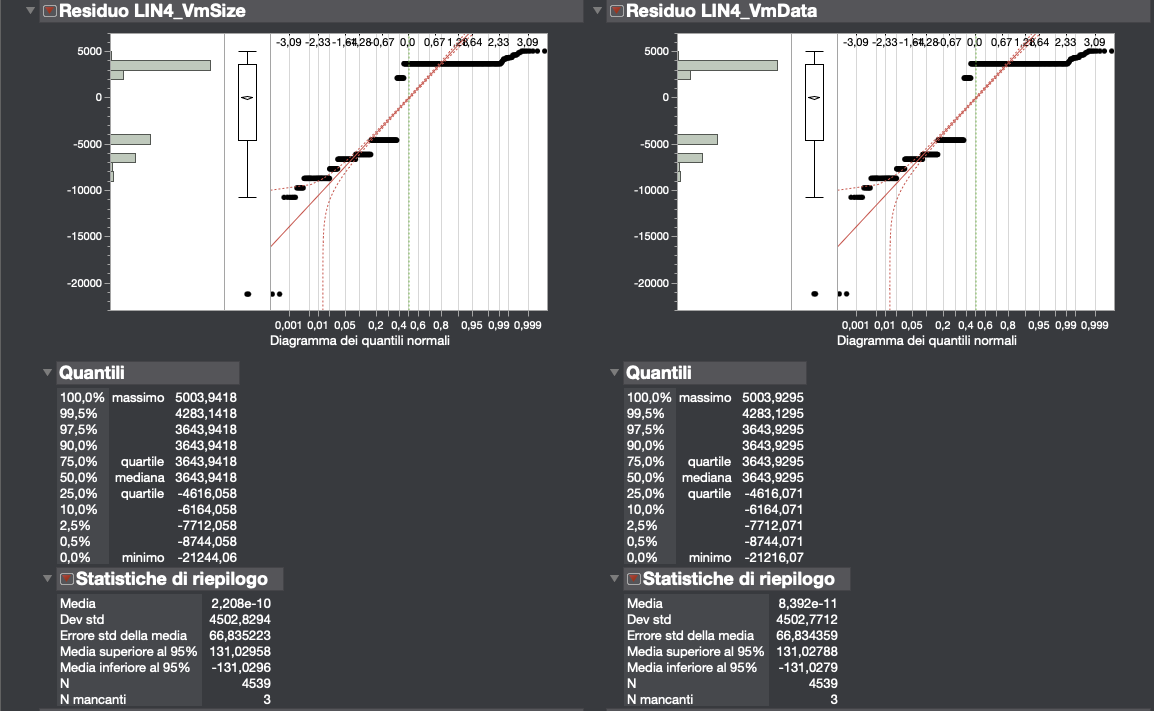 Residuo LIN4_VmSize
-3,09 -2,33 -1,64 -1,28 -0,67 0,0 0,67 1,28 1,64 2,33 3,09
5000
0
-5000
-10000
-15000
-20000
0,001 0,01 0,05 0,2 0,4 0,6 0,8 0,95 0,99 0,999
Diagramma dei quantili normali
Quantili
100,0% massimo 5003,9418
99,5% 4283,1418
97,5% 3643,9418
90,0% 3643,9418
75,0% quartile 3643,9418
50,0% mediana 3643,9418
25,0% quartile -4616,058
10,0% -6164,058
2,5% -7712,058
0,5% -8744,058
0,0% minimo -21244,06
Statistiche di riepilogo
Media 2,208e-10
Dev std 4502,8294
Errore std della media 66,835223
Media superiore al 95% 131,02958
Media inferiore al 95% -131,0296
N 4539
N mancanti 3
Residuo LIN4_VmData
-3,09 -2,33 -1,64 -1,28 -0,67 0,0 0,67 1,28 1,64 2,33 3,09
5000
0
-5000
-10000
-15000
-20000
0,001 0,01 0,05 0,2 0,4 0,6 0,8 0,95 0,99 0,999
Diagramma dei quantili normali
Quantili
100,0% massimo 5003,9295
99,5% 4283,1295
97,5% 3643,9295
90,0% 3643,9295
75,0% quartile 3643,9295
50,0% mediana 3643,9295
25,0% quartile -4616,071
10,0% -6164,071
2,5% -7712,071
0,5% -8744,071
0,0% minimo -21216,07
Statistiche di riepilogo
Media 8,392e-11
Dev std 4502,7712
Errore std della media 66,834359
Media superiore al 95% 131,02788
Media inferiore al 95% -131,0279
N 4539
N mancanti 3